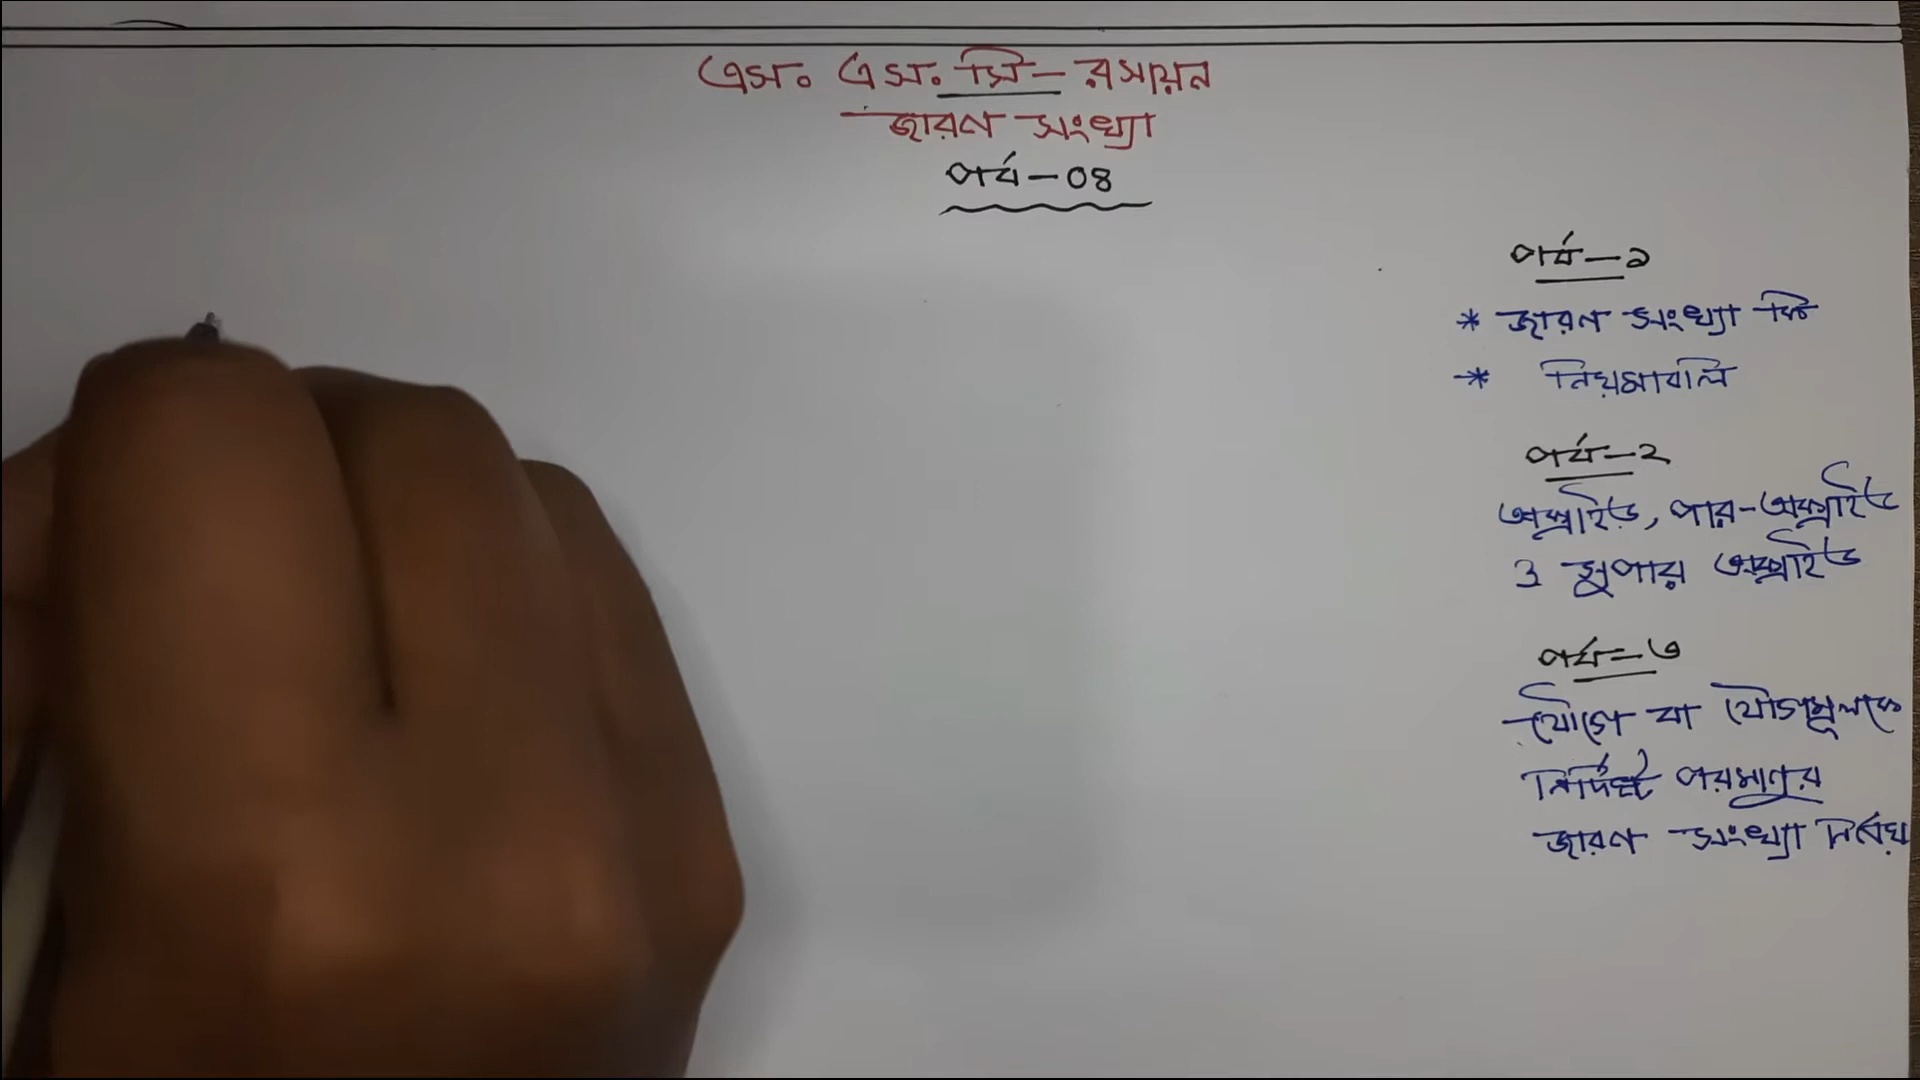 এস. এস. সি - রসায়ন
জারণ সংখ্যা
পর্ব - ০৪
পর্ব - ১
* জারণ সংখ্যা কি
* নিয়মাবলি
পর্ব - ২
অক্সাইড, পার-অক্সাইড
ও সুপার অক্সাইড
পর্ব - ৩
যৌগে বা যৌগমূলকে
নির্দিষ্ট পরমাণুর
জারণ সংখ্যা নির্ণয়